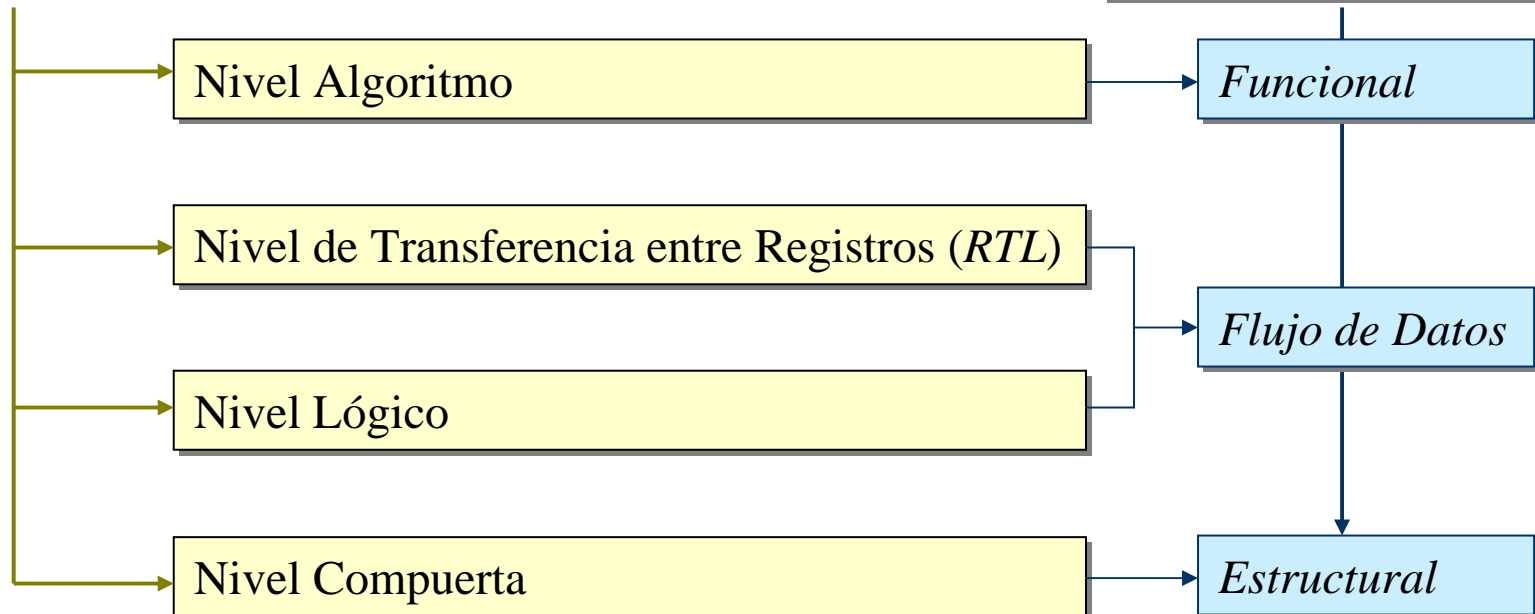 Nivel Algoritmo
Funcional
Nivel de Transferencia entre Registros (RTL)
Flujo de Datos
Nivel Lógico
Nivel Compuerta
Estructural